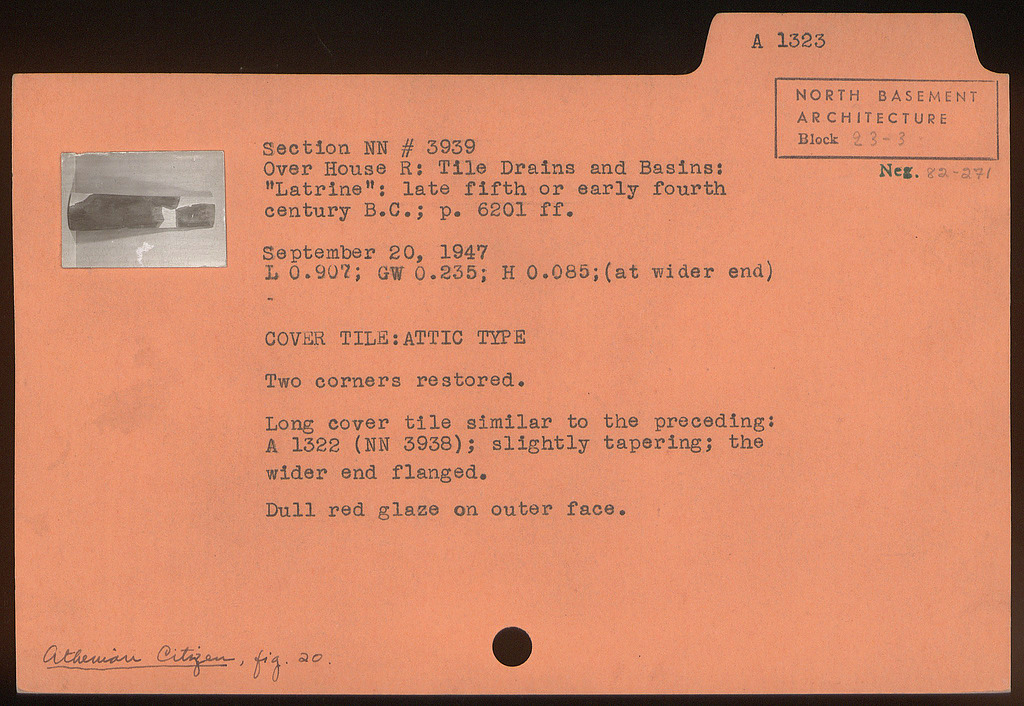 A 1323
NORTH BASEMENT
ARCHITECTURE
Block 23-3
Neg. 82-271
Section NN # 3939
Over House R: Tile Drains and Basins:
"Latrine": late fifth or early fourth
century B.C.; p. 6201 ff.
September 20, 1947
L 0.907; GW 0.235; H 0.085;(at wider end)
-
COVER TILE:ATTIC TYPE
Two corners restored.
Long cover tile similar to the preceding:
A 1322 (NN 3938); slightly tapering; the
wider end flanged.
Dull red glaze on outer face.
Athenian Citizen, fig. 20.